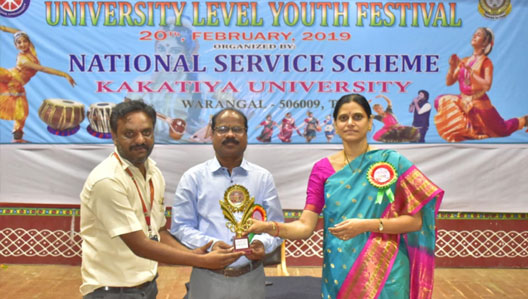 UNIVERSITY LEVEL YOUTH FESTIVAL
20TH, FEBRUARY, 2019
ORGANIZED BY
NATIONAL SERVICE SCHEME
KAKATIYA UNIVERSITY
WARANGAL - 506009,